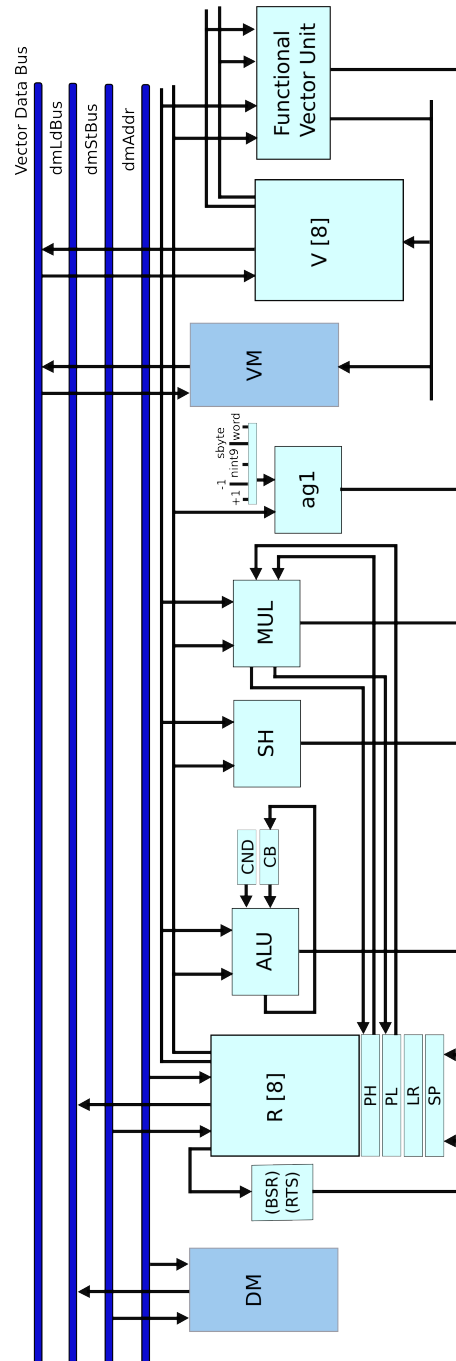 Vector Data Bus
dmLdBus
dmStBus
dmAddr
Functional
Vector Unit
V [8]
VM
word
sbyte
nint9
-1
+1
ag1
MUL
SH
CND
CB
ALU
R [8]
PH
PL
LR
SP
(BSR)
(RTS)
DM